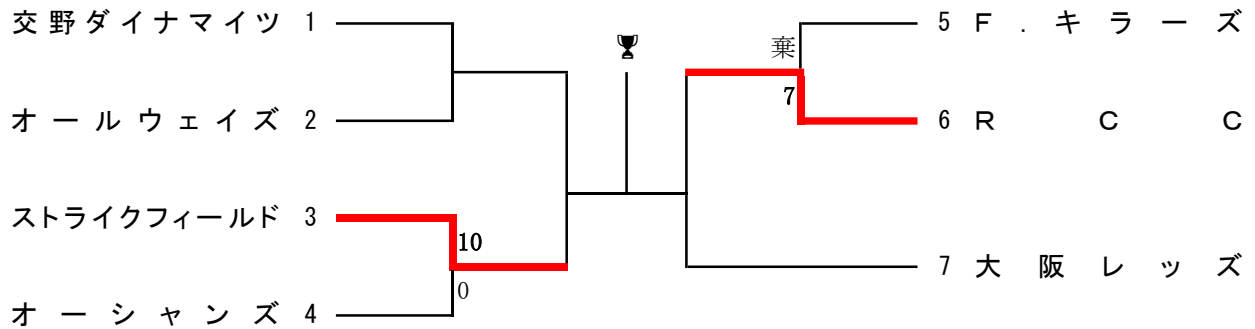 交野ダイナマイツ 1
オールウェイズ 2
ストライクフィールド 3
オーシャンズ 4
10
0
棄
7
5 F.キラーズ
6 RCC
7 大阪レッズ